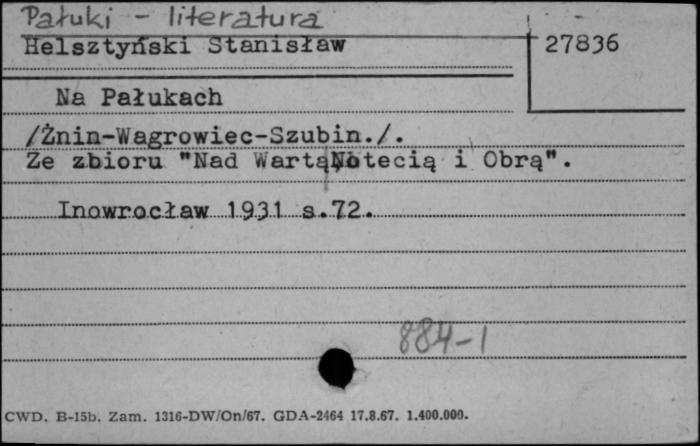 Pałuki - literatura
Helsztyński Stanisław
27836
Na Pałukach
/Żnin-Wagrowiec-Szubin./.
Ze zbioru "Nad Wartą,Notecią i Obrą".
Inowrocław 1931 s.72.
884-1
CWD. B-15b. Zam. 1316-DW/On/67. GDA-2464 17.8.67. 1.400.000.